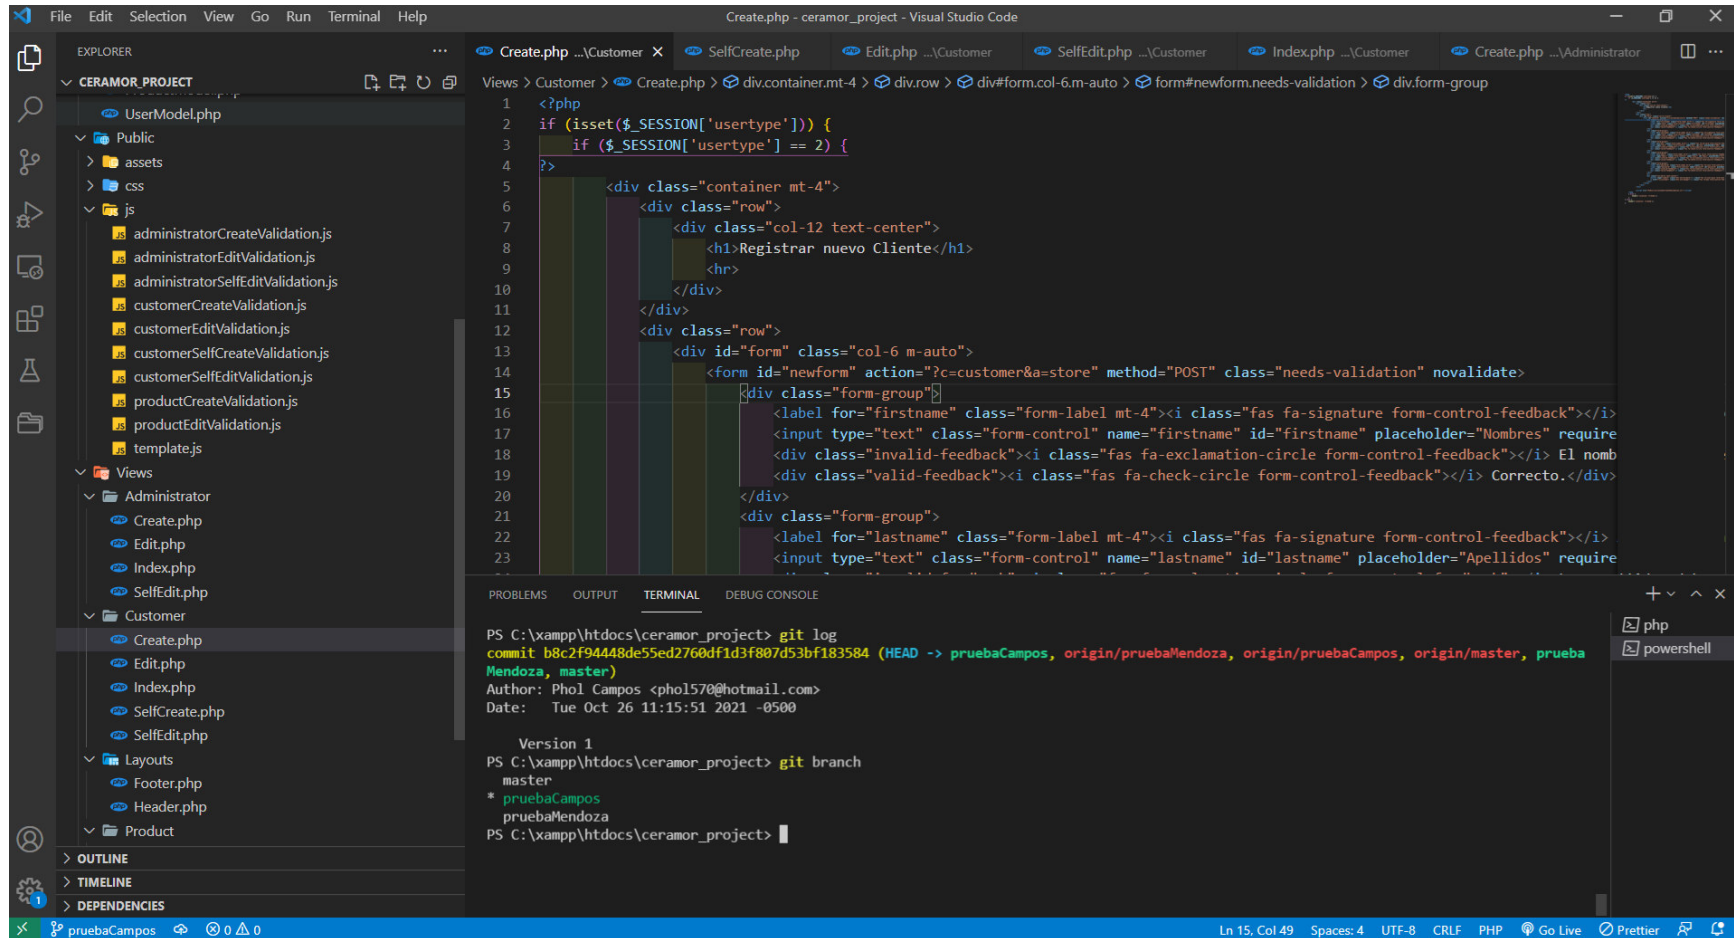 File Edit Selection View Go Run Terminal Help
Create.php - ceramor_project - Visual Studio Code
EXPLORER
CERAMOR_PROJECT
UserModel.php
Public
assets
css
js
administratorCreateValidation.js
administratorEditValidation.js
administratorSelfEditValidation.js
customerCreateValidation.js
customerEditValidation.js
customerSelfCreateValidation.js
customerSelfEditValidation.js
productCreateValidation.js
productEditValidation.js
template.js
Views
Administrator
Create.php
Edit.php
Index.php
SelfEdit.php
Customer
Create.php
Edit.php
Index.php
SelfCreate.php
SelfEdit.php
Layouts
Footer.php
Header.php
Product
OUTLINE
TIMELINE
DEPENDENCIES
Create.php ...\Customer SelfCreate.php Edit.php ...\Customer SelfEdit.php ...\Customer Index.php ...\Customer Create.php ...\Administrator
Views > Customer > Create.php > div.container.mt-4 > div.row > div#form.col-6.m-auto > form#newform.needs-validation > div.form-group
1 <?php
2 if (isset($_SESSION['usertype'])) {
3 if ($_SESSION['usertype'] == 2) {
4 ?>
5 <div class="container mt-4">
6 <div class="row">
7 <div class="col-12 text-center">
8 <h1>Registrar nuevo Cliente</h1>
9 <hr>
10 </div>
11 </div>
12 <div class="row">
13 <div id="form" class="col-6 m-auto">
14 <form id="newform" action="?c=customer&a=store" method="POST" class="needs-validation" novalidate>
15 <div class="form-group">
16 <label for="firstname" class="form-label mt-4"><i class="fas fa-signature form-control-feedback"></i>
17 <input type="text" class="form-control" name="firstname" id="firstname" placeholder="Nombres" require
18 <div class="invalid-feedback"><i class="fas fa-exclamation-circle form-control-feedback"></i> El nomb
19 <div class="valid-feedback"><i class="fas fa-check-circle form-control-feedback"></i> Correcto.</div>
20 </div>
21 <div class="form-group">
22 <label for="lastname" class="form-label mt-4"><i class="fas fa-signature form-control-feedback"></i>
23 <input type="text" class="form-control" name="lastname" id="lastname" placeholder="Apellidos" require
PROBLEMS OUTPUT TERMINAL DEBUG CONSOLE
PS C:\xampp\htdocs\ceramor_project> git log
commit b8c2f94448de55ed2760df1d3f807d53bf183584 (HEAD -> pruebaCampos, origin/pruebaMendoza, origin/pruebaCampos, origin/master, prueba
Mendoza, master)
Author: Phol Campos <phol570@hotmail.com>
Date: Tue Oct 26 11:15:51 2021 -0500
Version 1
PS C:\xampp\htdocs\ceramor_project> git branch
master
* pruebaCampos
pruebaMendoza
PS C:\xampp\htdocs\ceramor_project>
php
powershell
1
pruebaCampos 0 0
Ln 15, Col 49 Spaces: 4 UTF-8 CRLF PHP Go Live Prettier